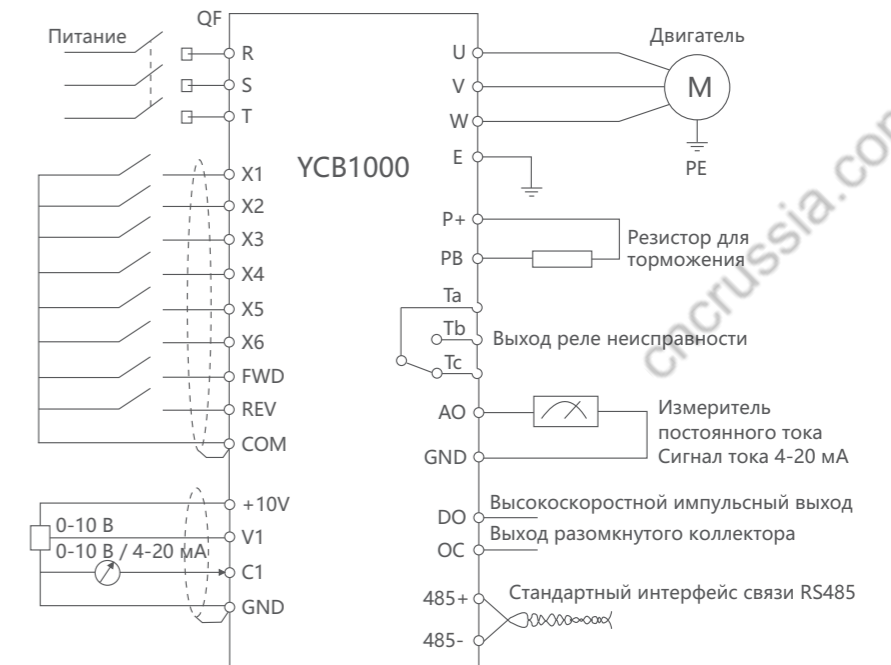 QF
Питание
R
S
T
X1
X2
X3
X4
X5
X6
FWD
REV
COM
+10V
0-10 В
V1
0-10 В / 4-20 мА
C1
GND
YCB1000
U
V
W
E
Двигатель
M
PE
P+
PB
Резистор для
торможения
Ta
Tb
Tc
Выход реле неисправности
AO
GND
Измеритель
постоянного тока
Сигнал тока 4-20 мА
DO
Высокоскоростной импульсный выход
OC
Выход разомкнутого коллектора
485+
485-
Стандартный интерфейс связи RS485
cncrussia.com